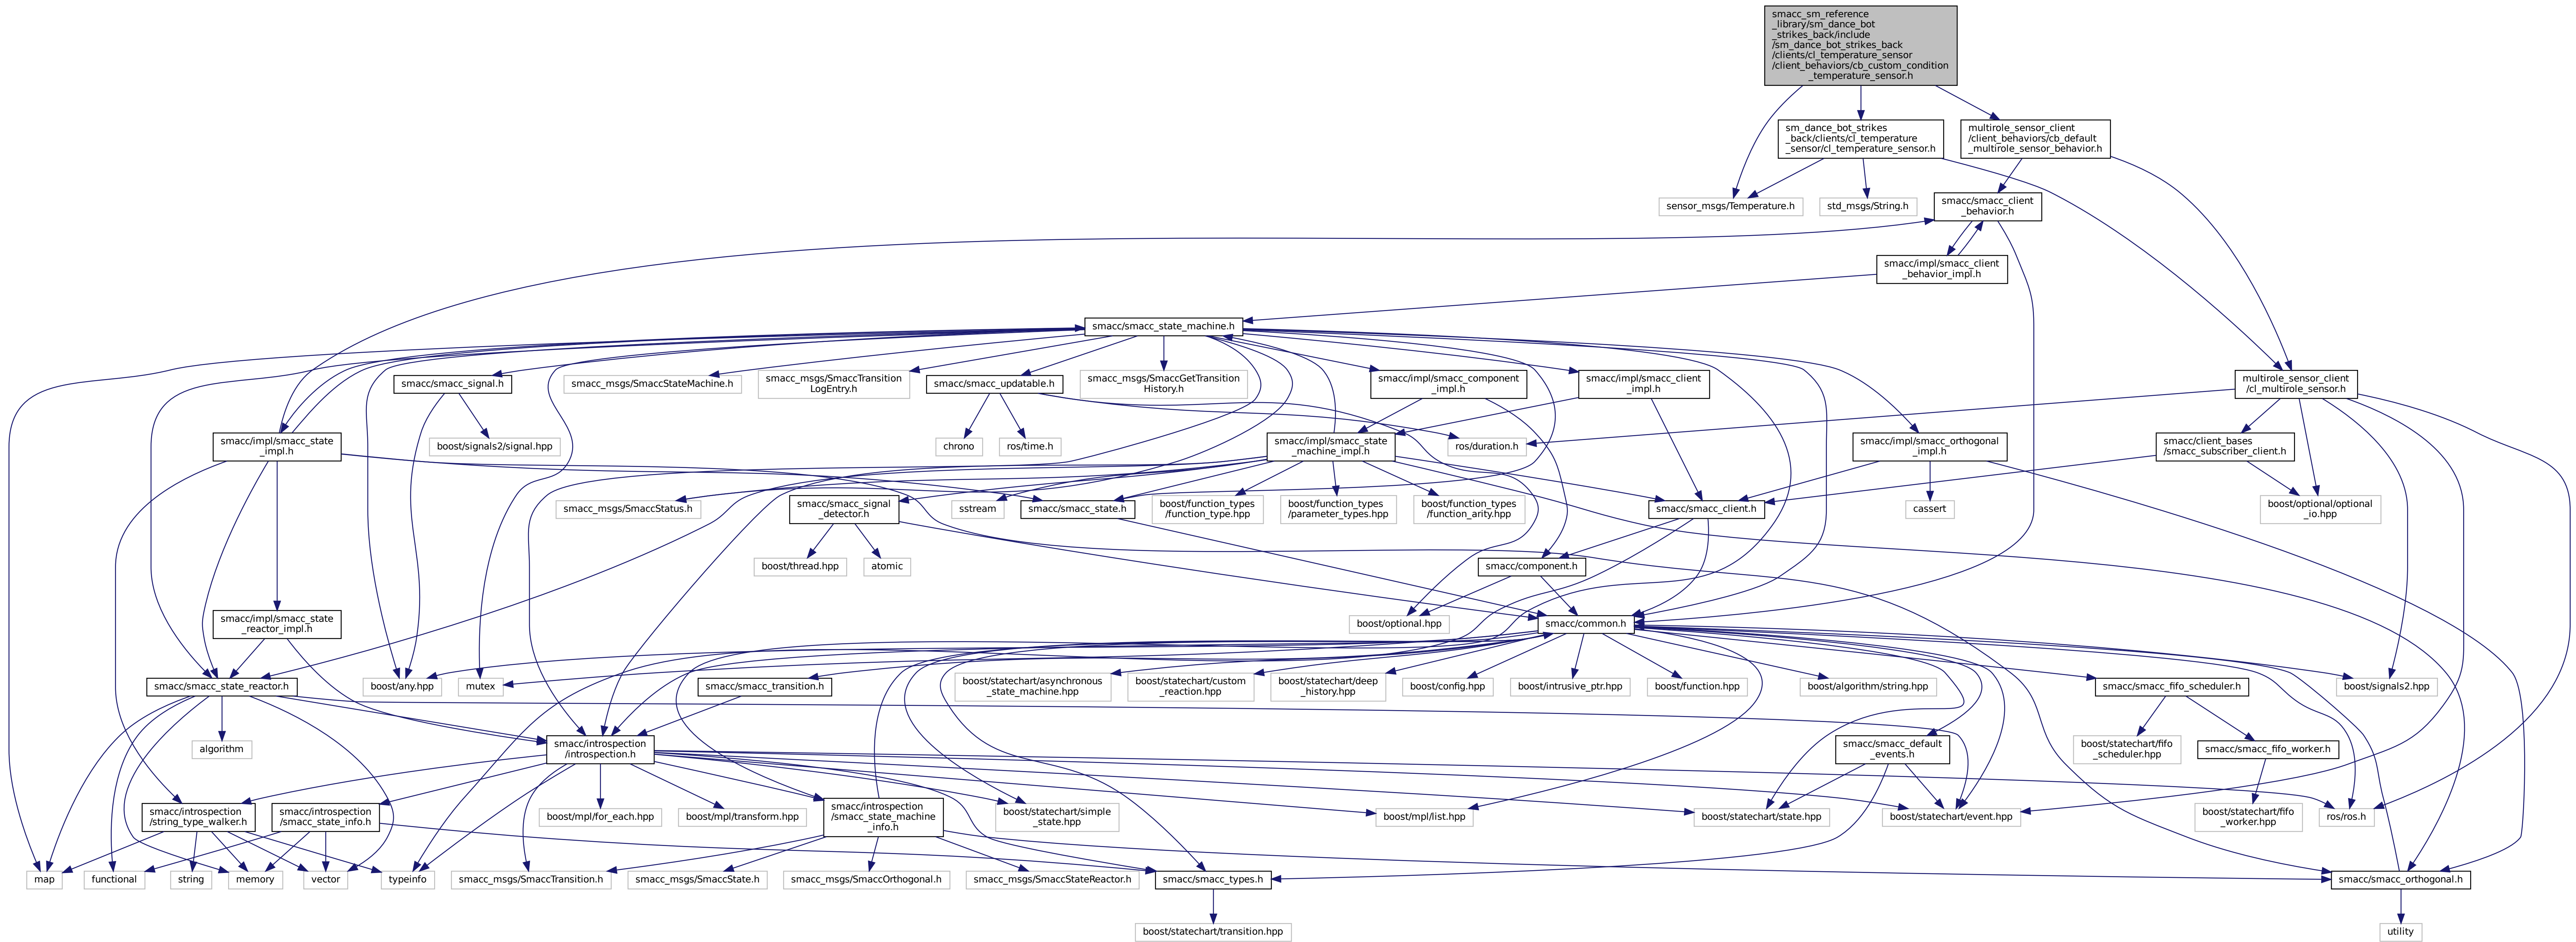 smacc_sm_reference
_library/sm_dance_bot
_strikes_back/include
/sm_dance_bot_strikes_back
/clients/cl_temperature_sensor
/client_behaviors/cb_custom_condition
_temperature_sensor.h
sm_dance_bot_strikes
_back/clients/cl_temperature
_sensor/cl_temperature_sensor.h
multirole_sensor_client
/client_behaviors/cb_default
_multirole_sensor_behavior.h
sensor_msgs/Temperature.h
std_msgs/String.h
smacc/smacc_client
_behavior.h
smacc/impl/smacc_client
_behavior_impl.h
smacc/smacc_state_machine.h
smacc/smacc_signal.h
smacc_msgs/SmaccStateMachine.h
smacc_msgs/SmaccTransition
LogEntry.h
smacc/smacc_updatable.h
smacc_msgs/SmaccGetTransition
History.h
smacc/impl/smacc_component
_impl.h
smacc/impl/smacc_client
_impl.h
multirole_sensor_client
/cl_multirole_sensor.h
smacc/impl/smacc_state
_impl.h
boost/signals2/signal.hpp
chrono
ros/time.h
smacc/impl/smacc_state
_machine_impl.h
ros/duration.h
smacc/impl/smacc_orthogonal
_impl.h
smacc/client_bases
/smacc_subscriber_client.h
smacc_msgs/SmaccStatus.h
smacc/smacc_signal
_detector.h
sstream
smacc/smacc_state.h
boost/function_types
/function_type.hpp
boost/function_types
/parameter_types.hpp
boost/function_types
/function_arity.hpp
smacc/smacc_client.h
cassert
boost/optional/optional
_io.hpp
boost/thread.hpp
atomic
smacc/component.h
smacc/impl/smacc_state
_reactor_impl.h
boost/optional.hpp
smacc/common.h
smacc/smacc_state_reactor.h
boost/any.hpp
mutex
smacc/smacc_transition.h
boost/statechart/asynchronous
_state_machine.hpp
boost/statechart/custom
_reaction.hpp
boost/statechart/deep
_history.hpp
boost/config.hpp
boost/intrusive_ptr.hpp
boost/function.hpp
boost/algorithm/string.hpp
smacc/smacc_fifo_scheduler.h
boost/signals2.hpp
algorithm
smacc/introspection
/introspection.h
smacc/smacc_default
_events.h
boost/statechart/fifo
_scheduler.hpp
smacc/smacc_fifo_worker.h
smacc/introspection
/string_type_walker.h
smacc/introspection
/smacc_state_info.h
boost/mpl/for_each.hpp
boost/mpl/transform.hpp
smacc/introspection
/smacc_state_machine
_info.h
boost/statechart/simple
_state.hpp
boost/mpl/list.hpp
boost/statechart/state.hpp
boost/statechart/event.hpp
boost/statechart/fifo
_worker.hpp
ros/ros.h
map
functional
string
memory
vector
typeinfo
smacc_msgs/SmaccTransition.h
smacc_msgs/SmaccState.h
smacc_msgs/SmaccOrthogonal.h
smacc_msgs/SmaccStateReactor.h
smacc/smacc_types.h
smacc/smacc_orthogonal.h
boost/statechart/transition.hpp
utility